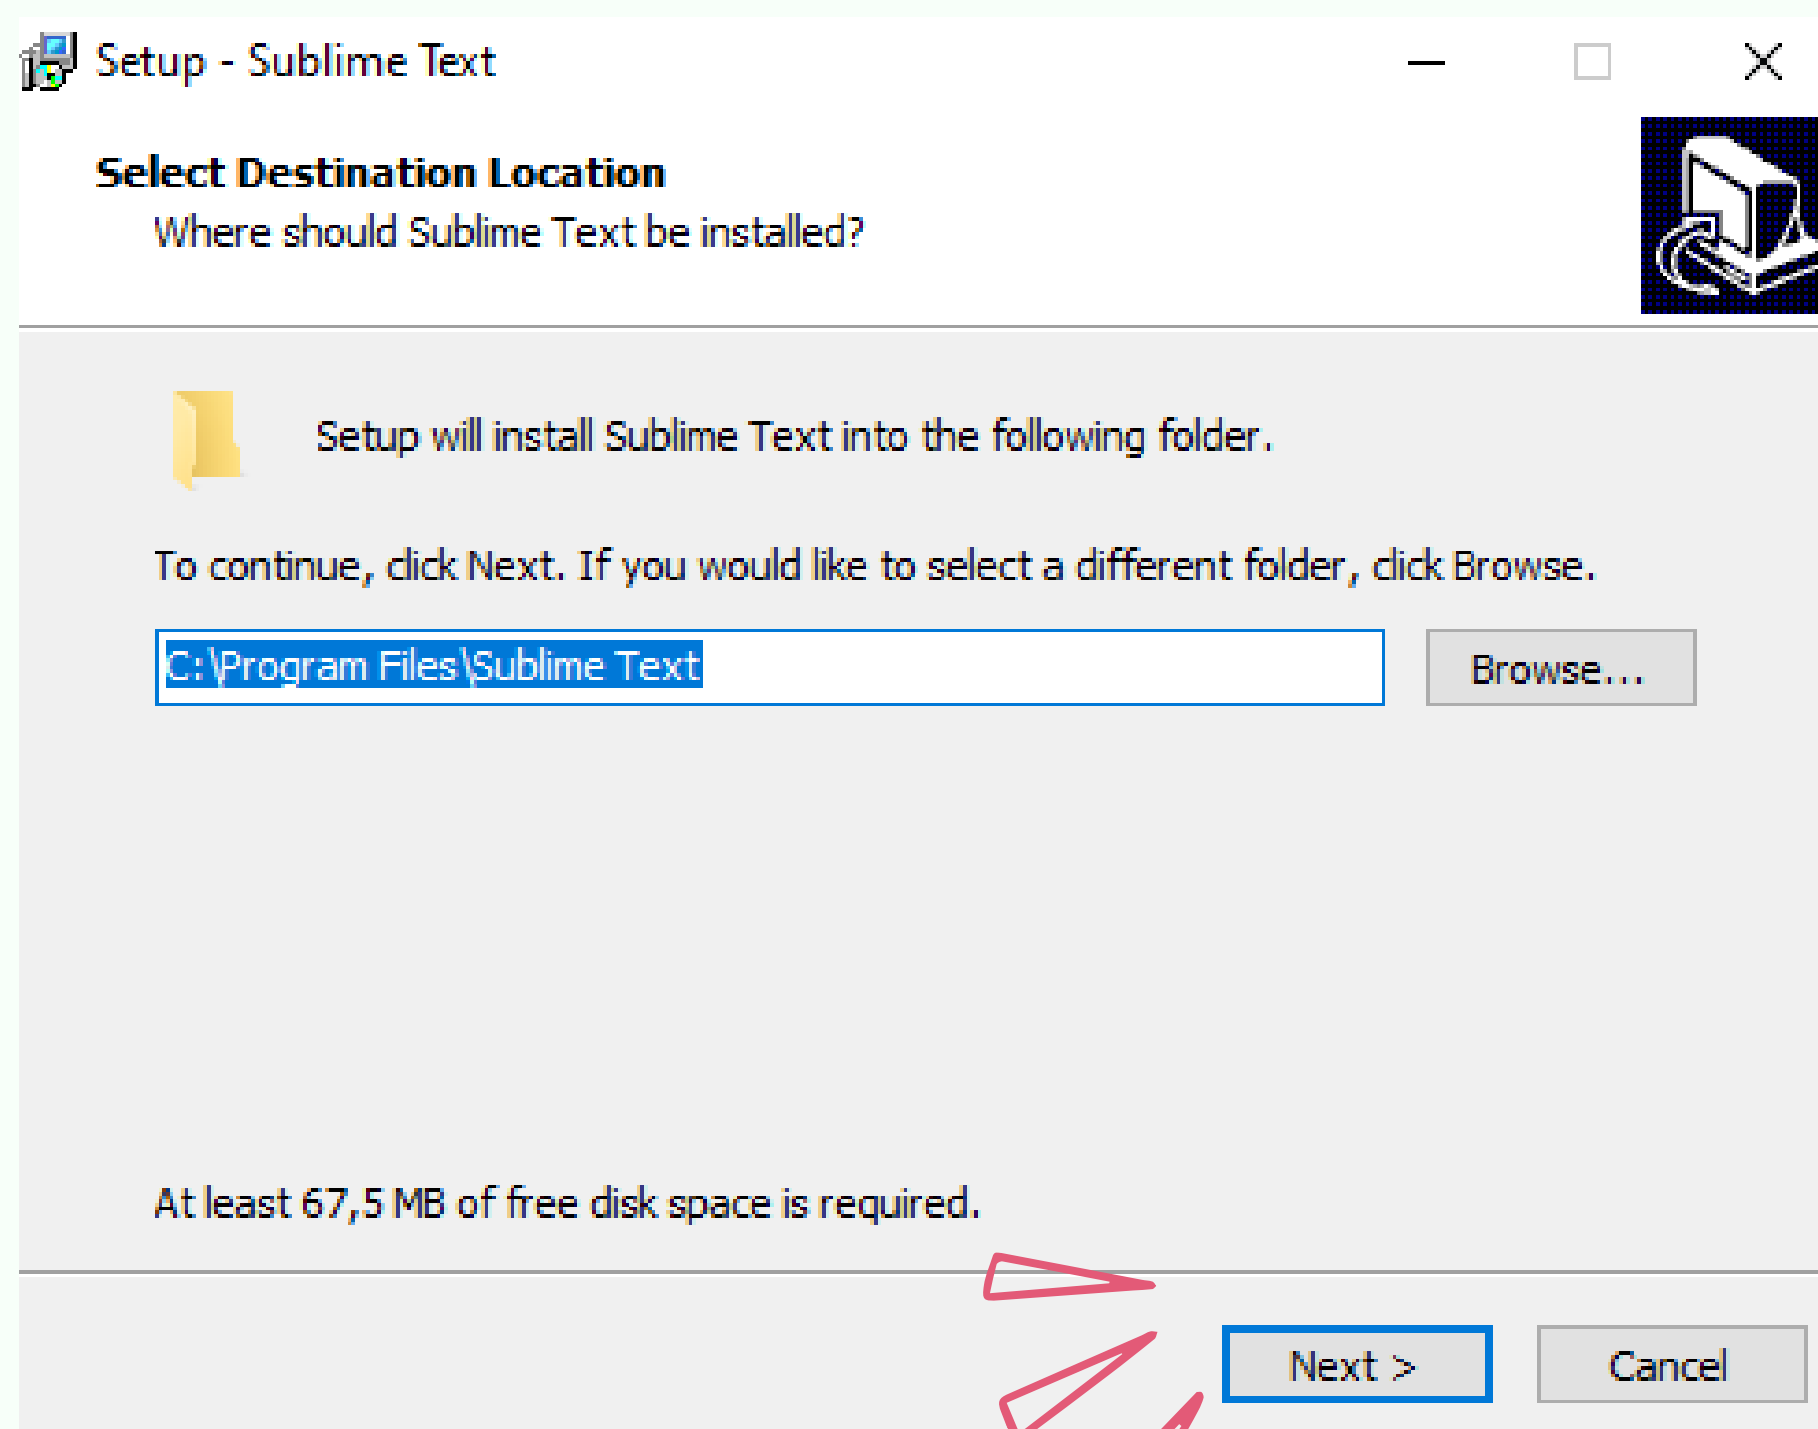 Setup - Sublime Text
Select Destination Location
Where should Sublime Text be installed?
Setup will install Sublime Text into the following folder.
To continue, click Next. If you would like to select a different folder, click Browse.
C:\Program Files\Sublime Text
Browse...
At least 67,5 MB of free disk space is required.
Next >
Cancel